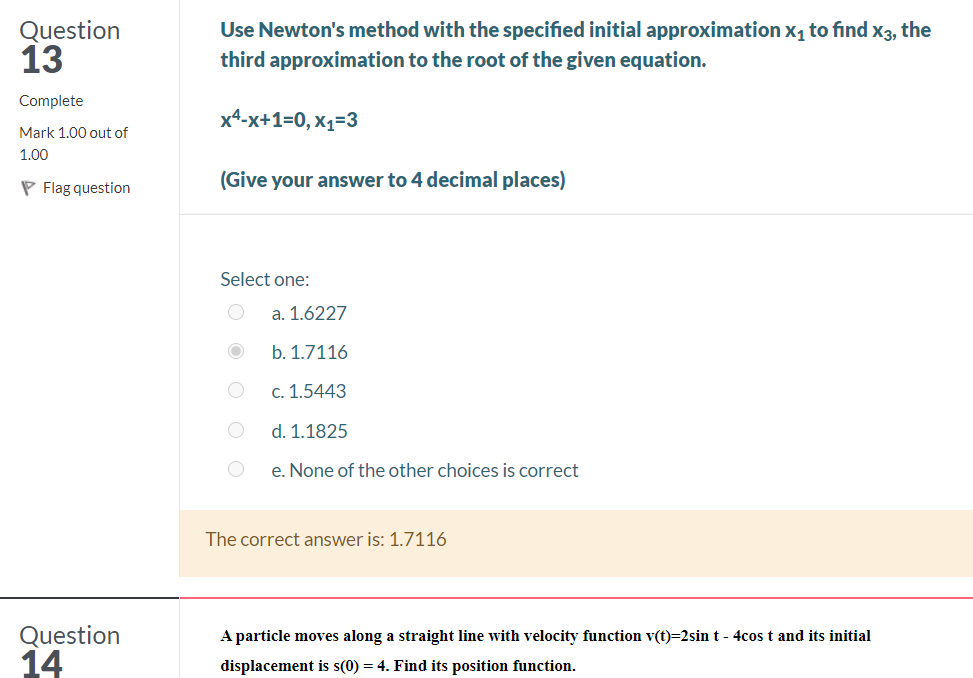 Question
13
Complete
Mark 1.00 out of
1.00
Flag question
Use Newton's method with the specified initial approximation x₁ to find x₃, the
third approximation to the root of the given equation.
x⁴-x+1=0, x₁=3
(Give your answer to 4 decimal places)
Select one:
a. 1.6227
b. 1.7116
c. 1.5443
d. 1.1825
e. None of the other choices is correct
The correct answer is: 1.7116
Question
14
A particle moves along a straight line with velocity function v(t)=2sin t - 4cos t and its initial
displacement is s(0) = 4. Find its position function.